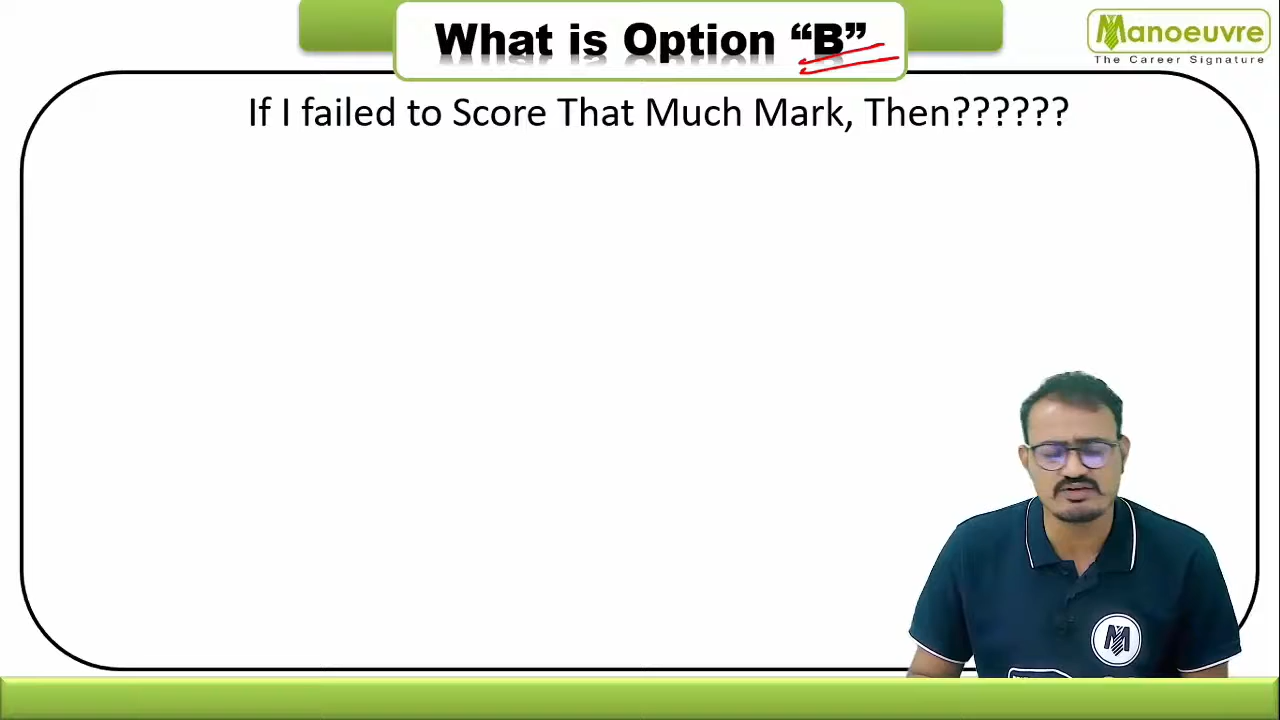 What is Option “B”
Manoeuvre
The Career Signature
If I failed to Score That Much Mark, Then??????
M